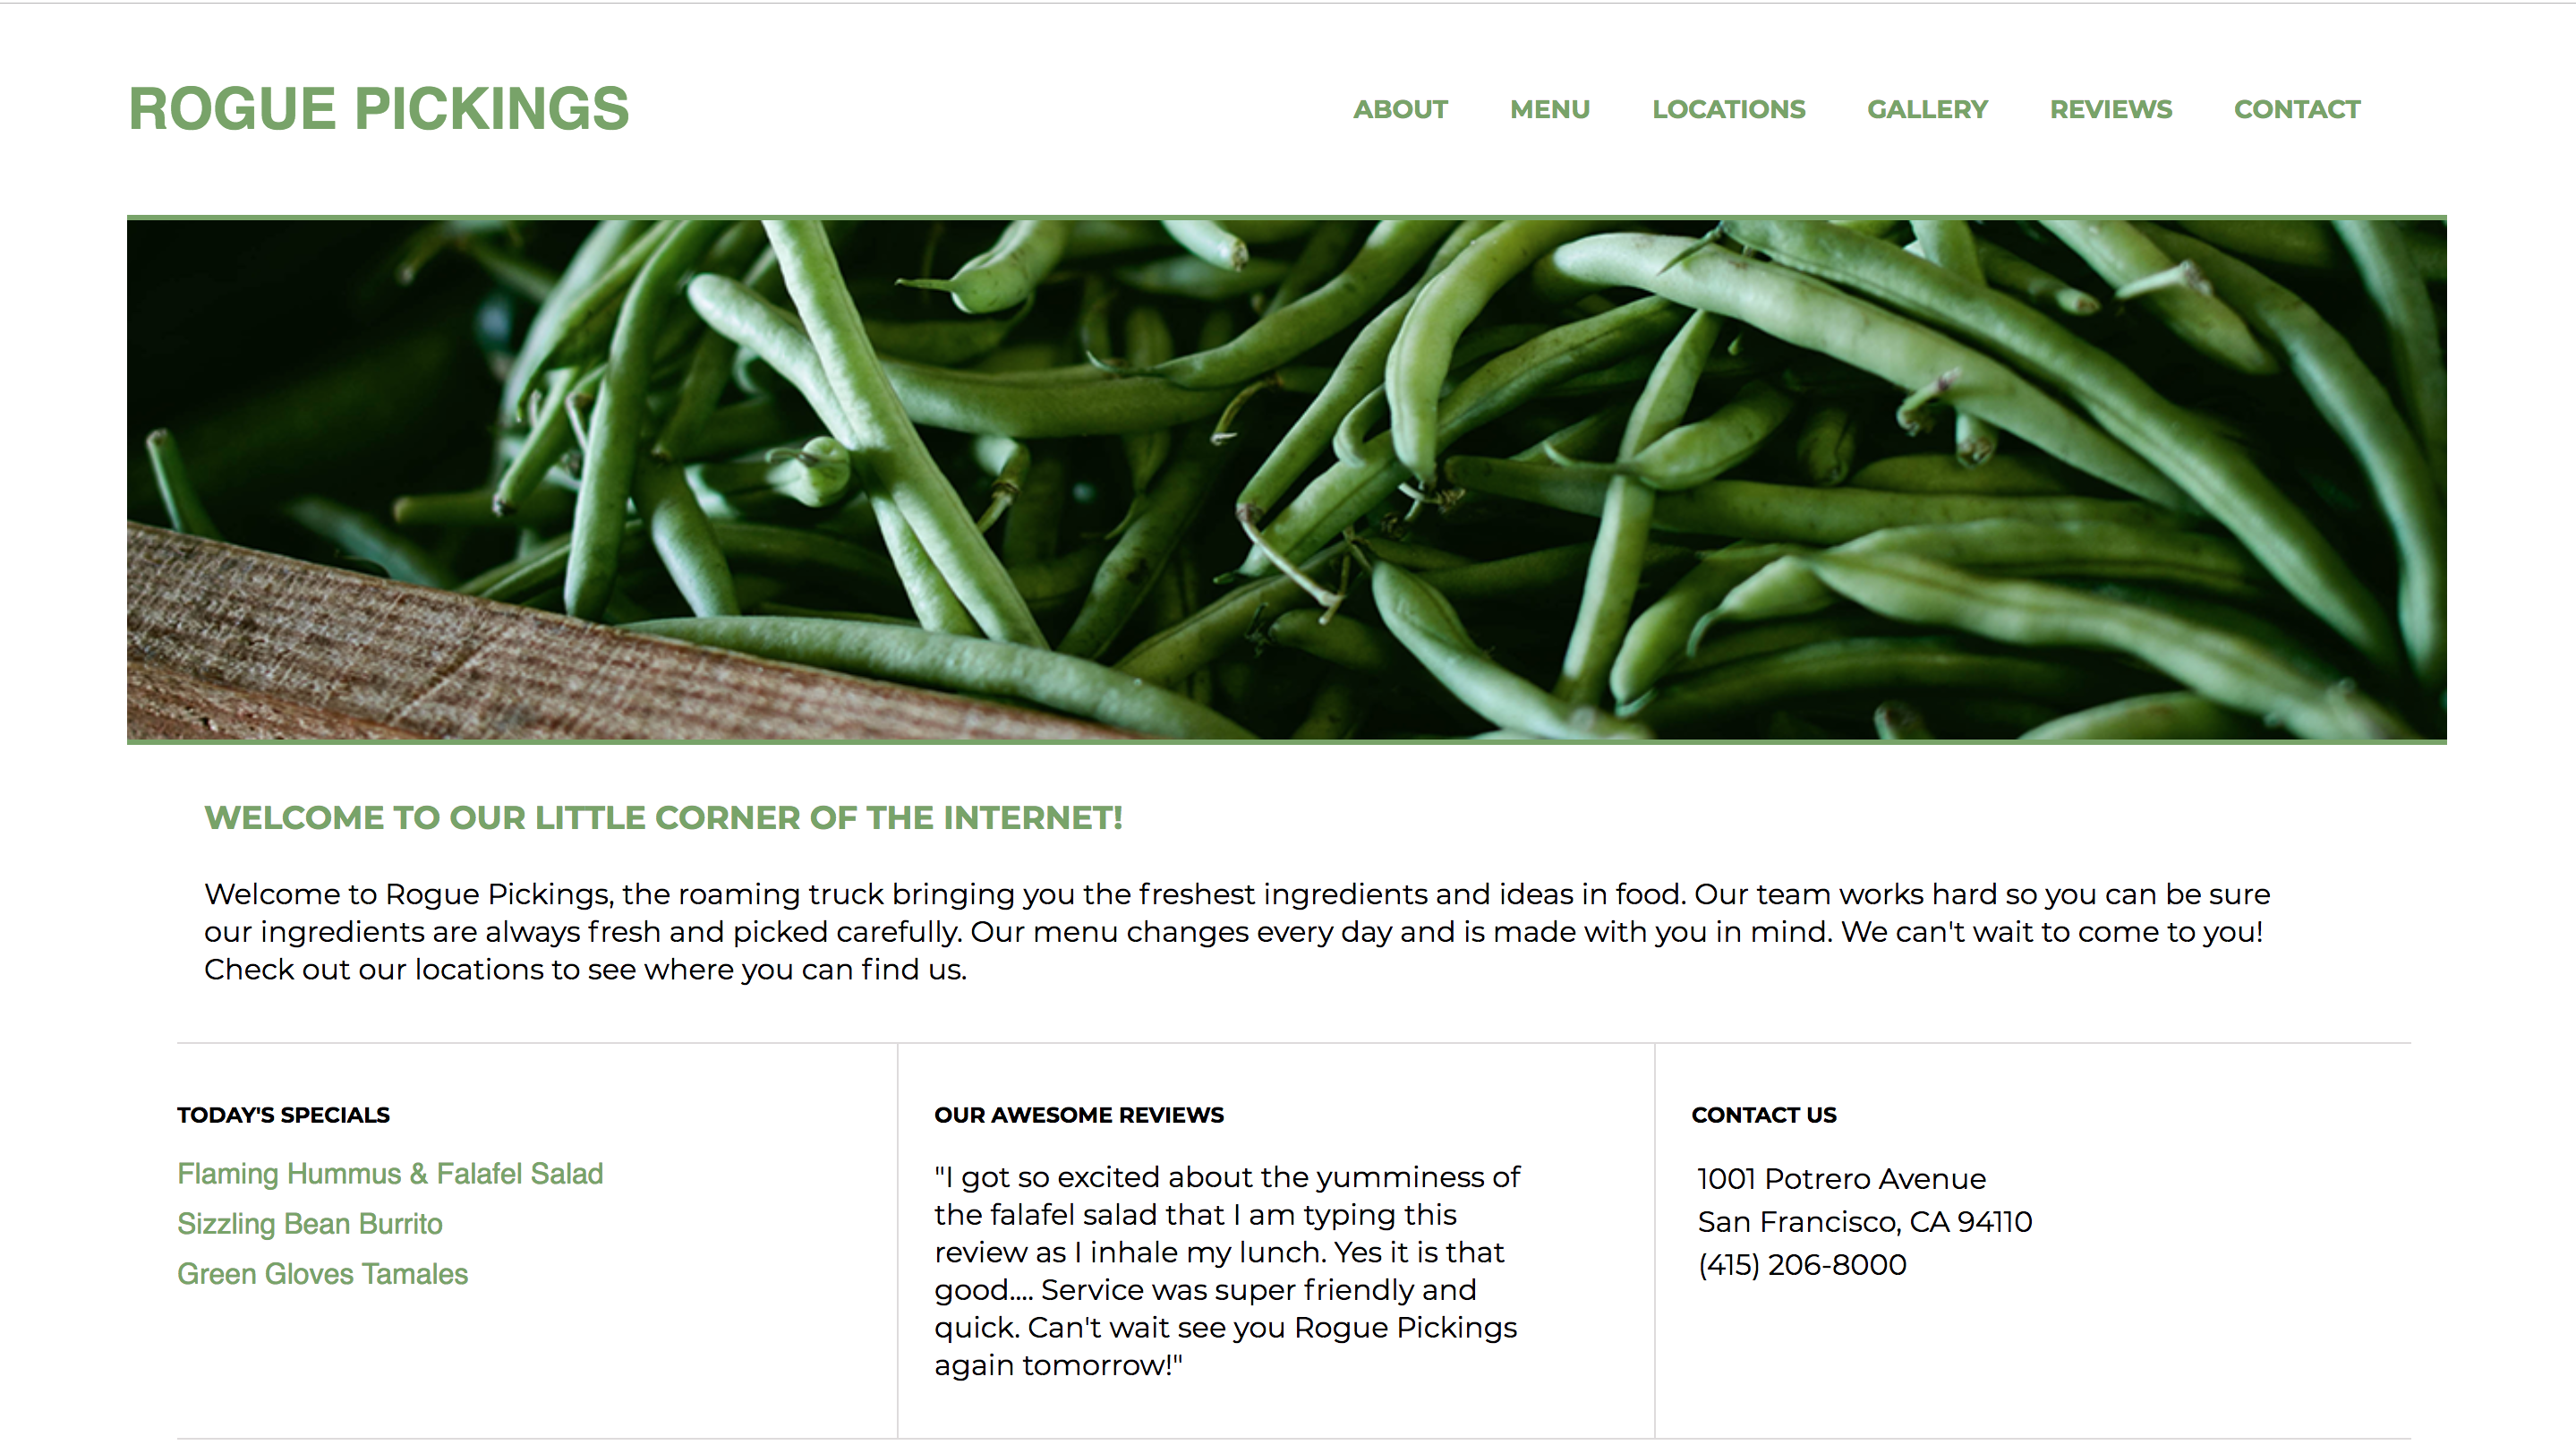 ROGUE PICKINGS
ABOUT MENU LOCATIONS GALLERY REVIEWS CONTACT
WELCOME TO OUR LITTLE CORNER OF THE INTERNET!
Welcome to Rogue Pickings, the roaming truck bringing you the freshest ingredients and ideas in food. Our team works hard so you can be sure
our ingredients are always fresh and picked carefully. Our menu changes every day and is made with you in mind. We can't wait to come to you!
Check out our locations to see where you can find us.
TODAY'S SPECIALS
Flaming Hummus & Falafel Salad
Sizzling Bean Burrito
Green Gloves Tamales
OUR AWESOME REVIEWS
"I got so excited about the yumminess of
the falafel salad that I am typing this
review as I inhale my lunch. Yes it is that
good.... Service was super friendly and
quick. Can't wait see you Rogue Pickings
again tomorrow!"
CONTACT US
1001 Potrero Avenue
San Francisco, CA 94110
(415) 206-8000